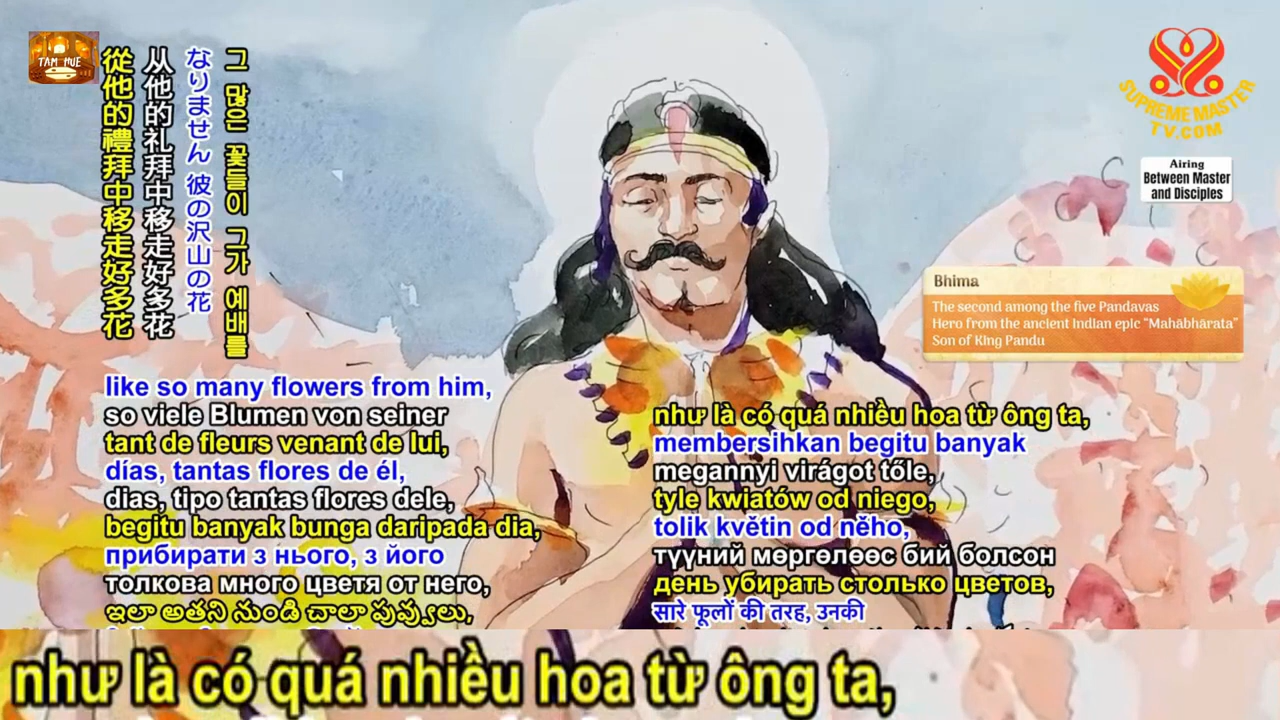 TAM HUE
SUPREME MASTER
TV.COM
Airing
Between Master
and Disciples
從他的禮拜中移走好多花
从他的礼拜中移走好多花
なりません 彼の沢山の花
그 많은 꽃들이 그가 예배를
Bhima
The second among the five Pandavas
Hero from the ancient Indian epic “Mahābhārata”
Son of King Pandu
like so many flowers from him,
so viele Blumen von seiner
tant de fleurs venant de lui,
días, tantas flores de él,
dias, tipo tantas flores dele,
begitu banyak bunga daripada dia,
прибирати з нього, з його
толкова много цветя от него,
ఇలా అతని నుండి చాలా పువ్వులు,
như là có quá nhiều hoa từ ông ta,
membersihkan begitu banyak
megannyi virágot tőle,
tyle kwiatów od niego,
tolik květin od něho,
түүний мөргөлөөс бий болсон
день убирать столько цветов,
सारे फूलों की तरह, उनकी
như là có quá nhiều hoa từ ông ta,